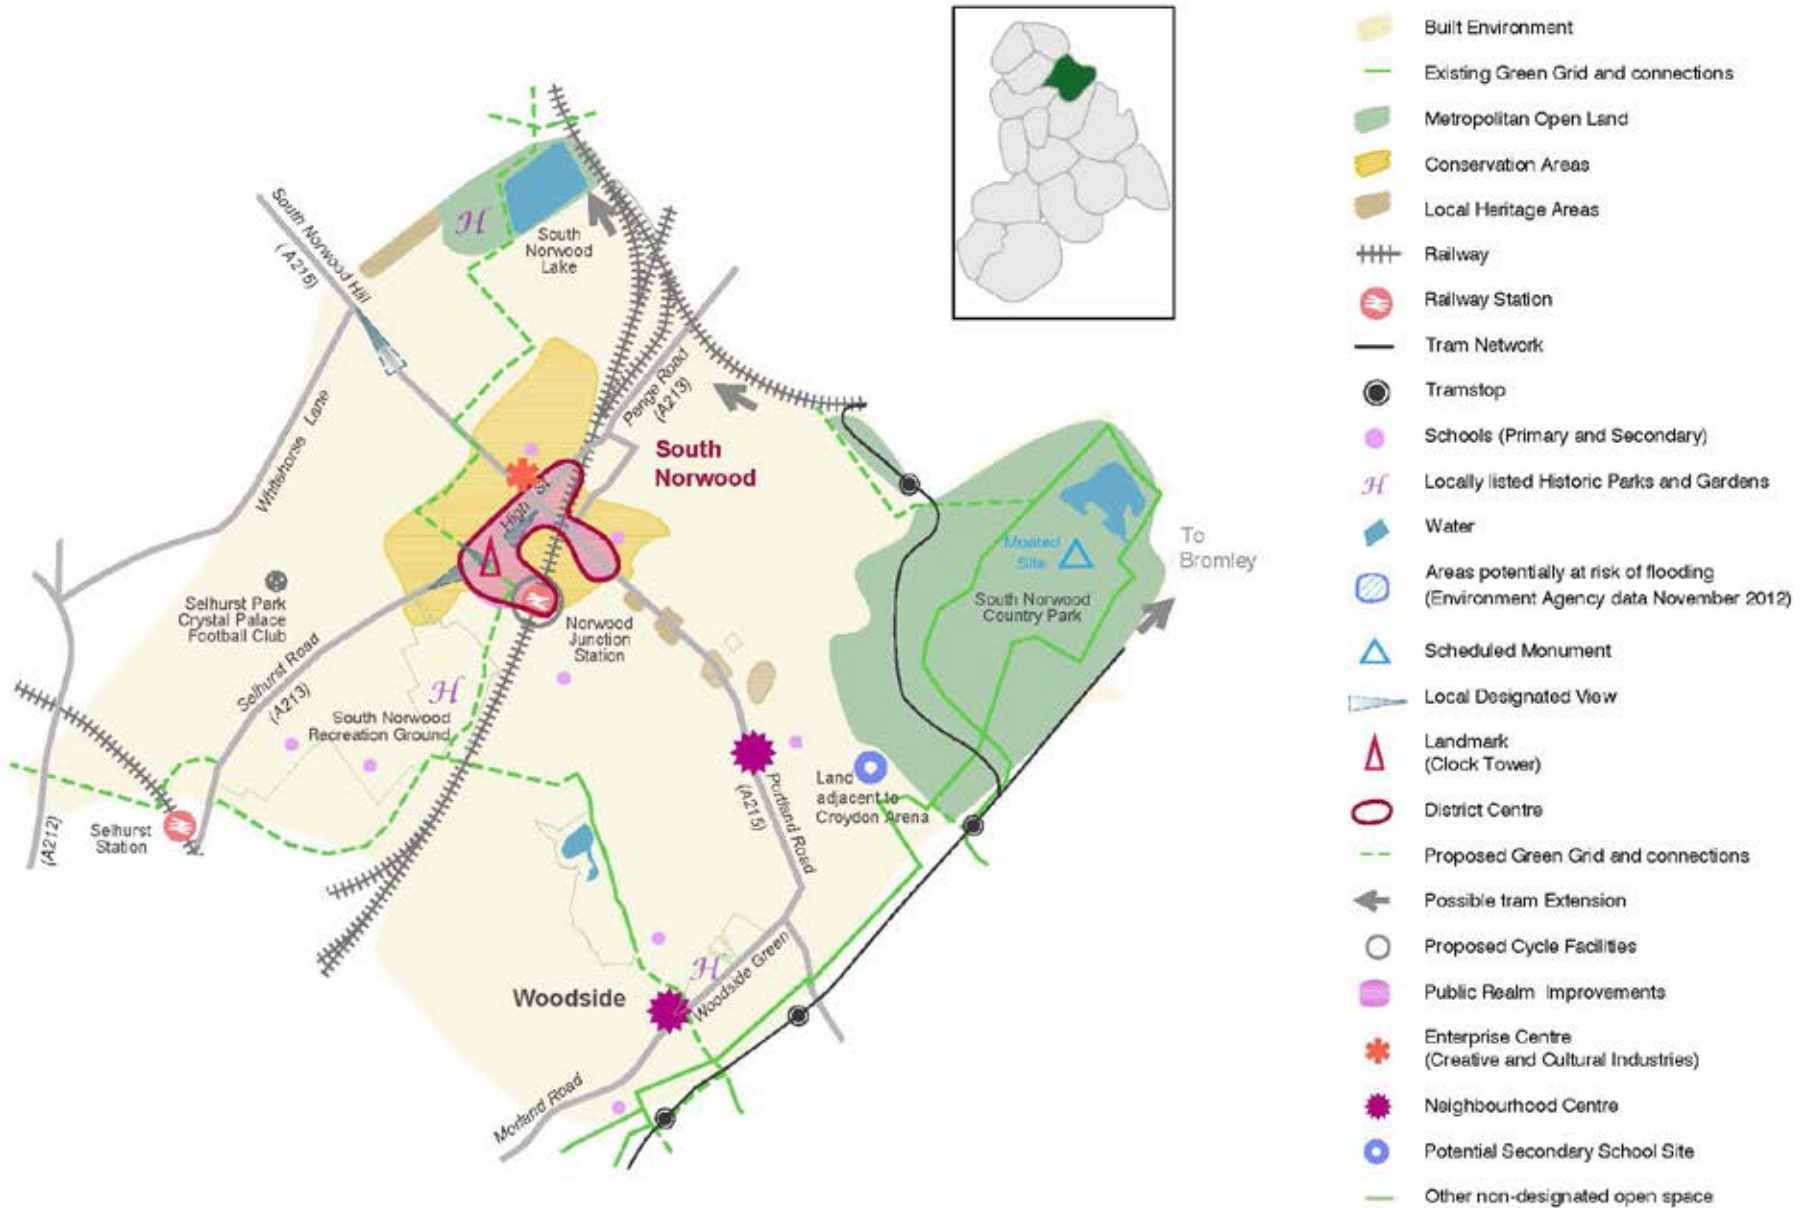 South Norwood Hill
(A215)
South
Norwood
Lake
Whitehorse Lane
Penge Road
(A213)
South
Norwood
High St
Selhurst Park
Crystal Palace
Football Club
Selhurst Road
(A213)
Norwood
Junction
Station
South Norwood
Recreation Ground
Selhurst
Station
(A212)
Moated
Site
South Norwood
Country Park
To
Bromley
Land
adjacent to
Croydon Arena
Portland Road
(A215)
Woodside
Woodside Green
Morland Road
H
H
H
Built Environment
Existing Green Grid and connections
Metropolitan Open Land
Conservation Areas
Local Heritage Areas
Railway
Railway Station
Tram Network
Tramstop
Schools (Primary and Secondary)
H
Locally listed Historic Parks and Gardens
Water
Areas potentially at risk of flooding
(Environment Agency data November 2012)
Scheduled Monument
Local Designated View
Landmark
(Clock Tower)
District Centre
Proposed Green Grid and connections
Possible tram Extension
Proposed Cycle Facilities
Public Realm Improvements
Enterprise Centre
(Creative and Cultural Industries)
Neighbourhood Centre
Potential Secondary School Site
Other non-designated open space